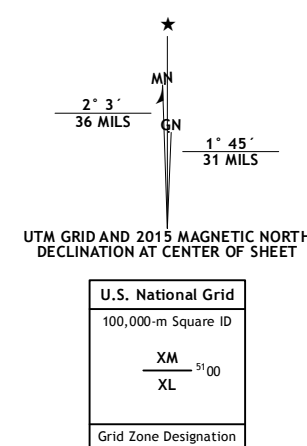 ★
MN
2° 3´
36 MILS
GN
1° 45´
31 MILS
UTM GRID AND 2015 MAGNETIC NORTH
DECLINATION AT CENTER OF SHEET
U.S. National Grid
100,000-m Square ID
XM
5100
XL
Grid Zone Designation